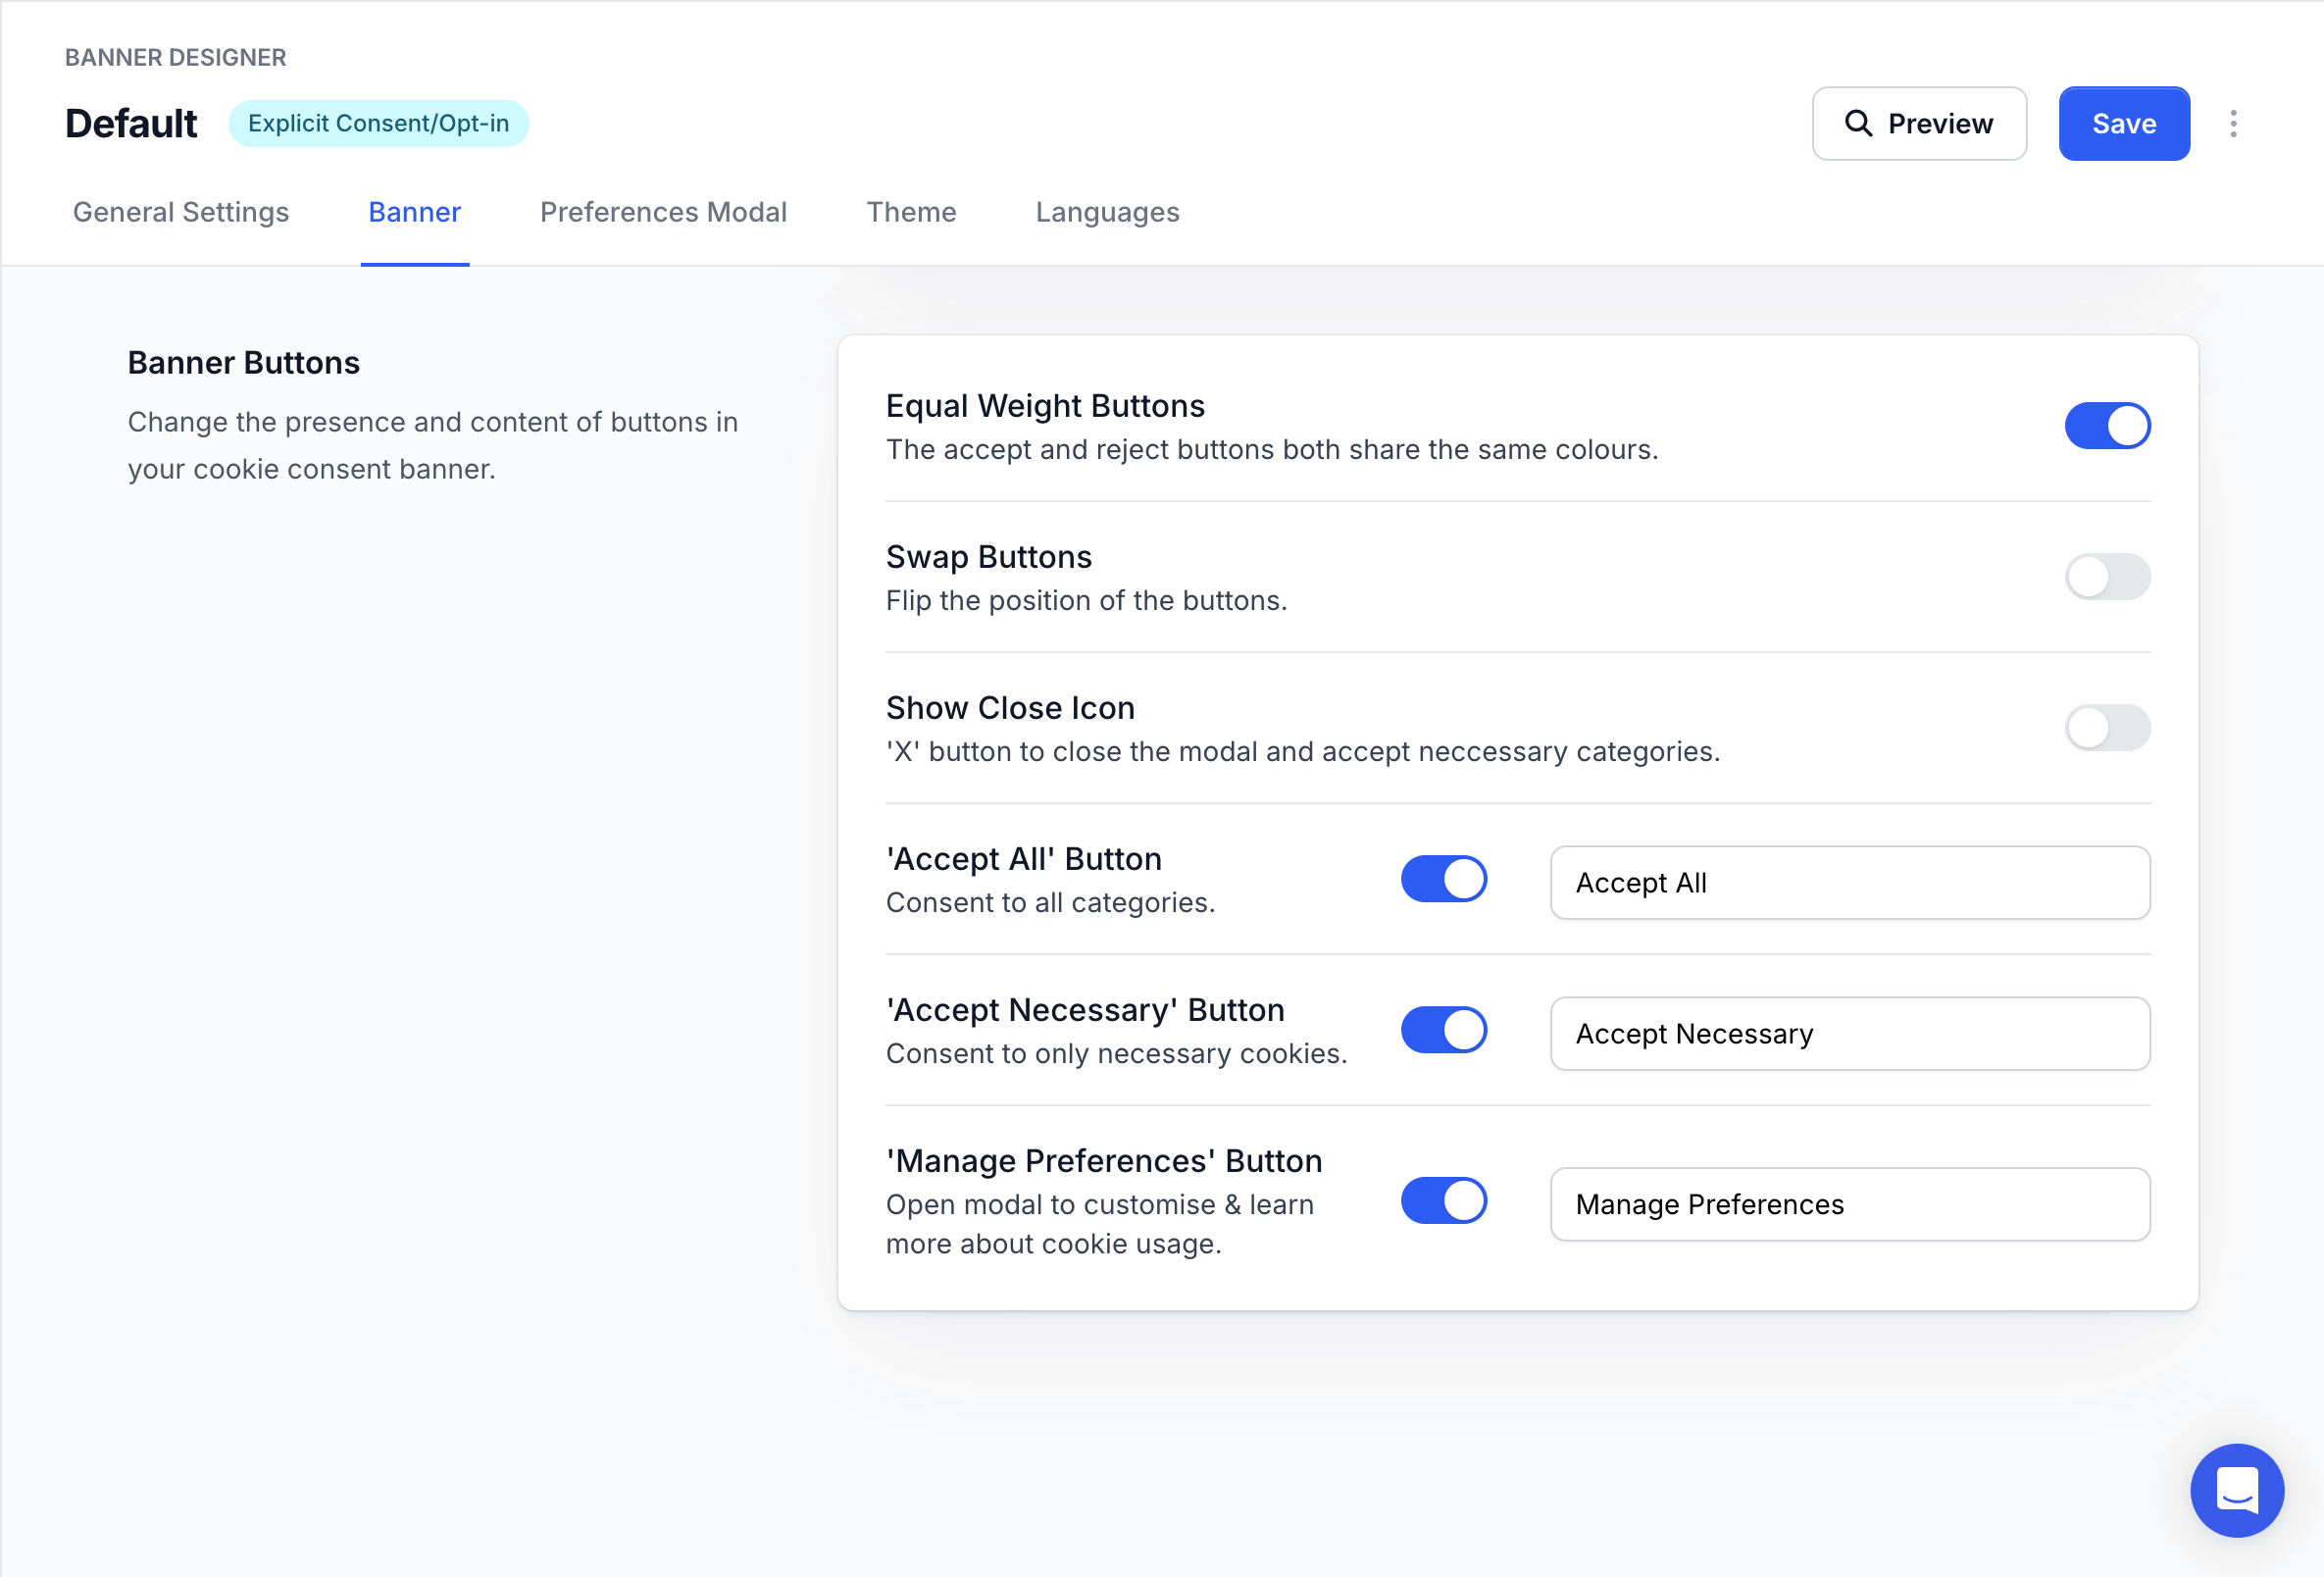 BANNER DESIGNER
Default
Explicit Consent/Opt-in
Preview
Save
General Settings
Banner
Preferences Modal
Theme
Languages
Banner Buttons
Change the presence and content of buttons in
your cookie consent banner.
Equal Weight Buttons
The accept and reject buttons both share the same colours.
Swap Buttons
Flip the position of the buttons.
Show Close Icon
'X' button to close the modal and accept neccessary categories.
'Accept All' Button
Consent to all categories.
Accept All
'Accept Necessary' Button
Consent to only necessary cookies.
Accept Necessary
'Manage Preferences' Button
Open modal to customise & learn
more about cookie usage.
Manage Preferences